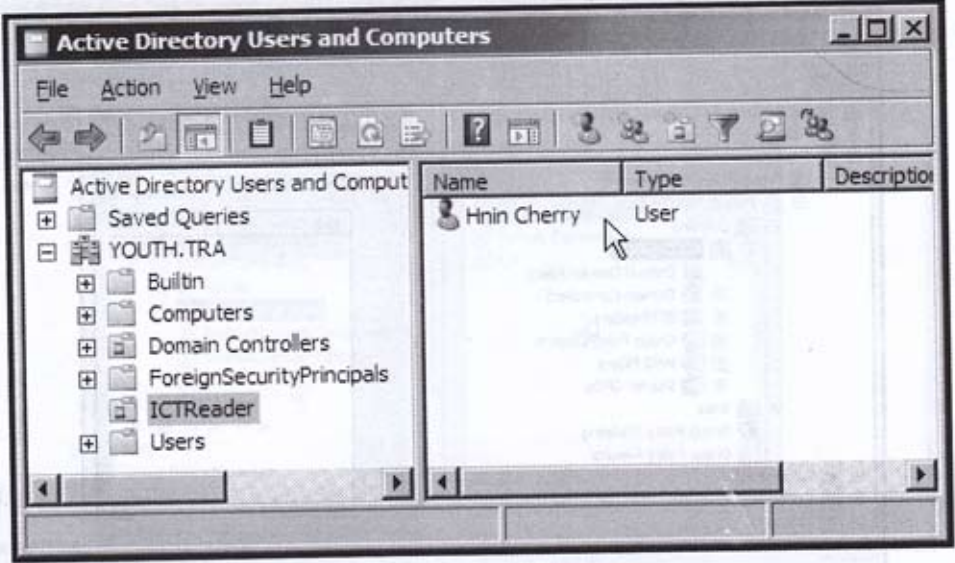 Active Directory Users and Computers
File Action View Help
Active Directory Users and Comput
Saved Queries
YOUTH.TRA
Builtin
Computers
Domain Controllers
ForeignSecurityPrincipals
ICTReader
Users
Name Type Description
Hnin Cherry User